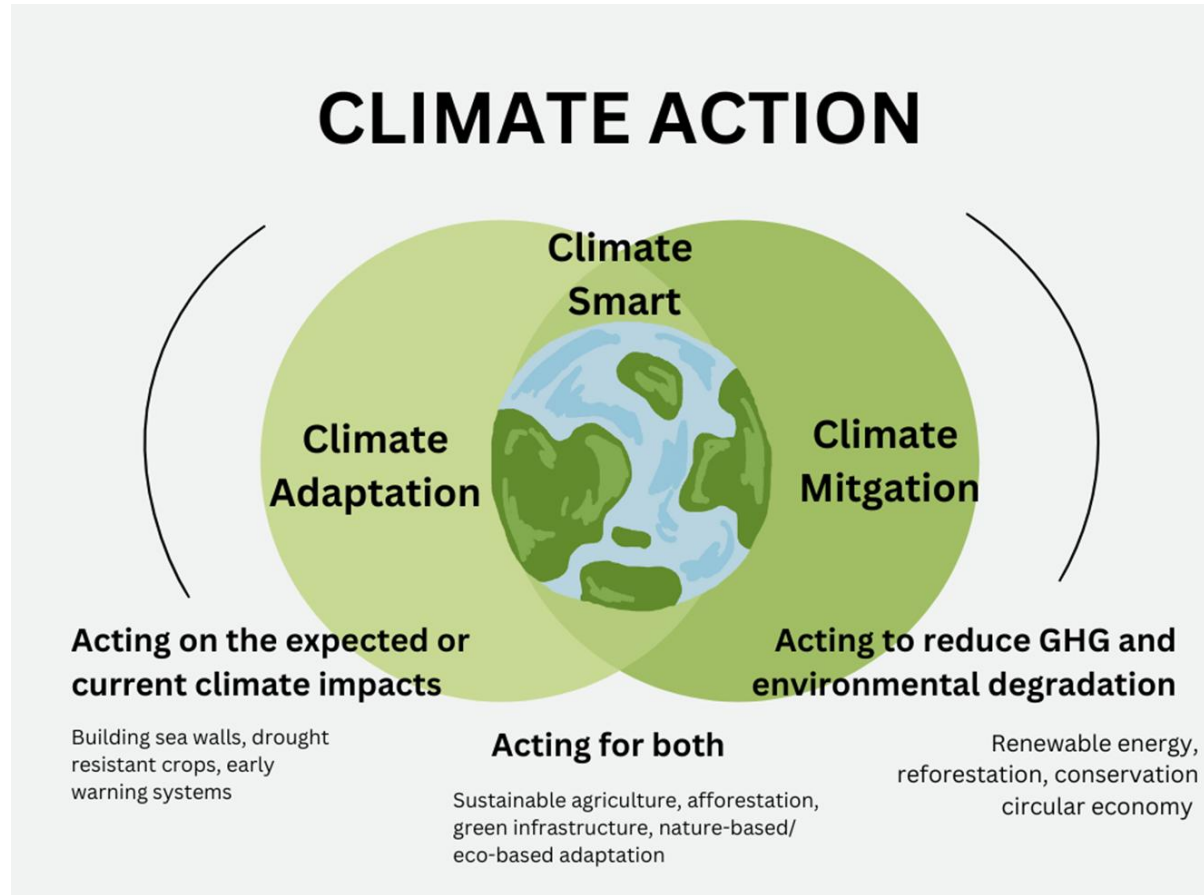 CLIMATE ACTION
Climate
Smart
Climate
Adaptation
Climate
Mitgation
Acting on the expected or
current climate impacts
Building sea walls, drought
resistant crops, early
warning systems
Acting for both
Sustainable agriculture, afforestation,
green infrastructure, nature-based/
eco-based adaptation
Acting to reduce GHG and
environmental degradation
Renewable energy,
reforestation, conservation
circular economy